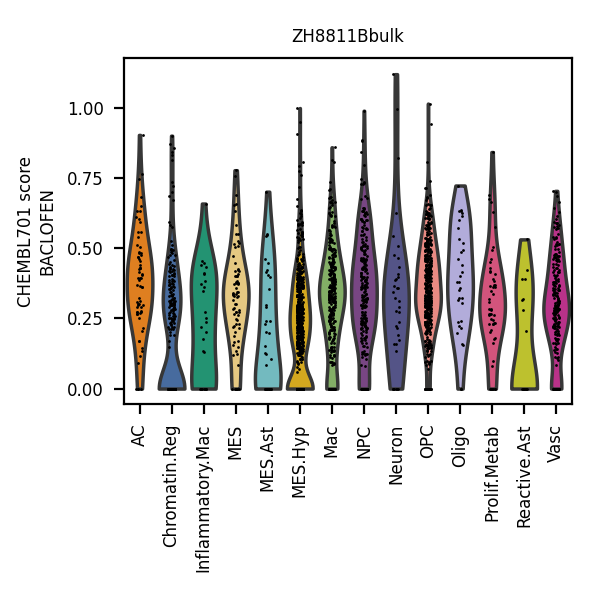 ZH8811Bbulk
CHEMBL701 score
BACLOFEN
1.00
0.75
0.50
0.25
0.00
AC
Chromatin.Reg
Inflammatory.Mac
MES
MES.Ast
MES.Hyp
Mac
NPC
Neuron
OPC
Oligo
Prolif.Metab
Reactive.Ast
Vasc